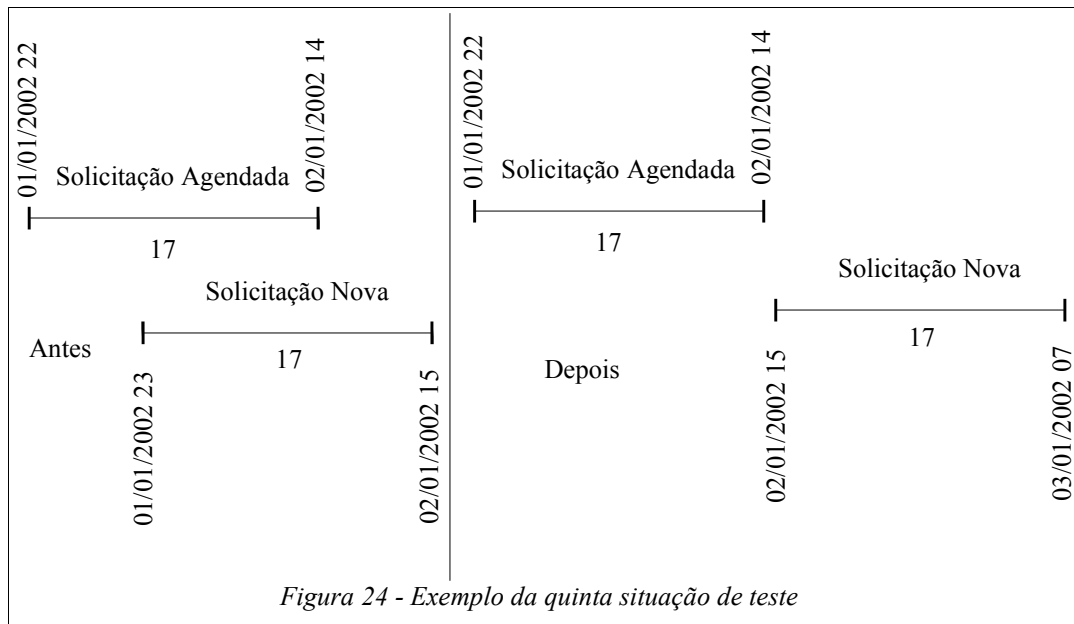 01/01/2002 22
02/01/2002 14
Solicitação Agendada
17
Solicitação Nova
17
Antes
01/01/2002 23
02/01/2002 15
01/01/2002 22
02/01/2002 14
Solicitação Agendada
17
Solicitação Nova
17
Depois
02/01/2002 15
03/01/2002 07
Figura 24 - Exemplo da quinta situação de teste